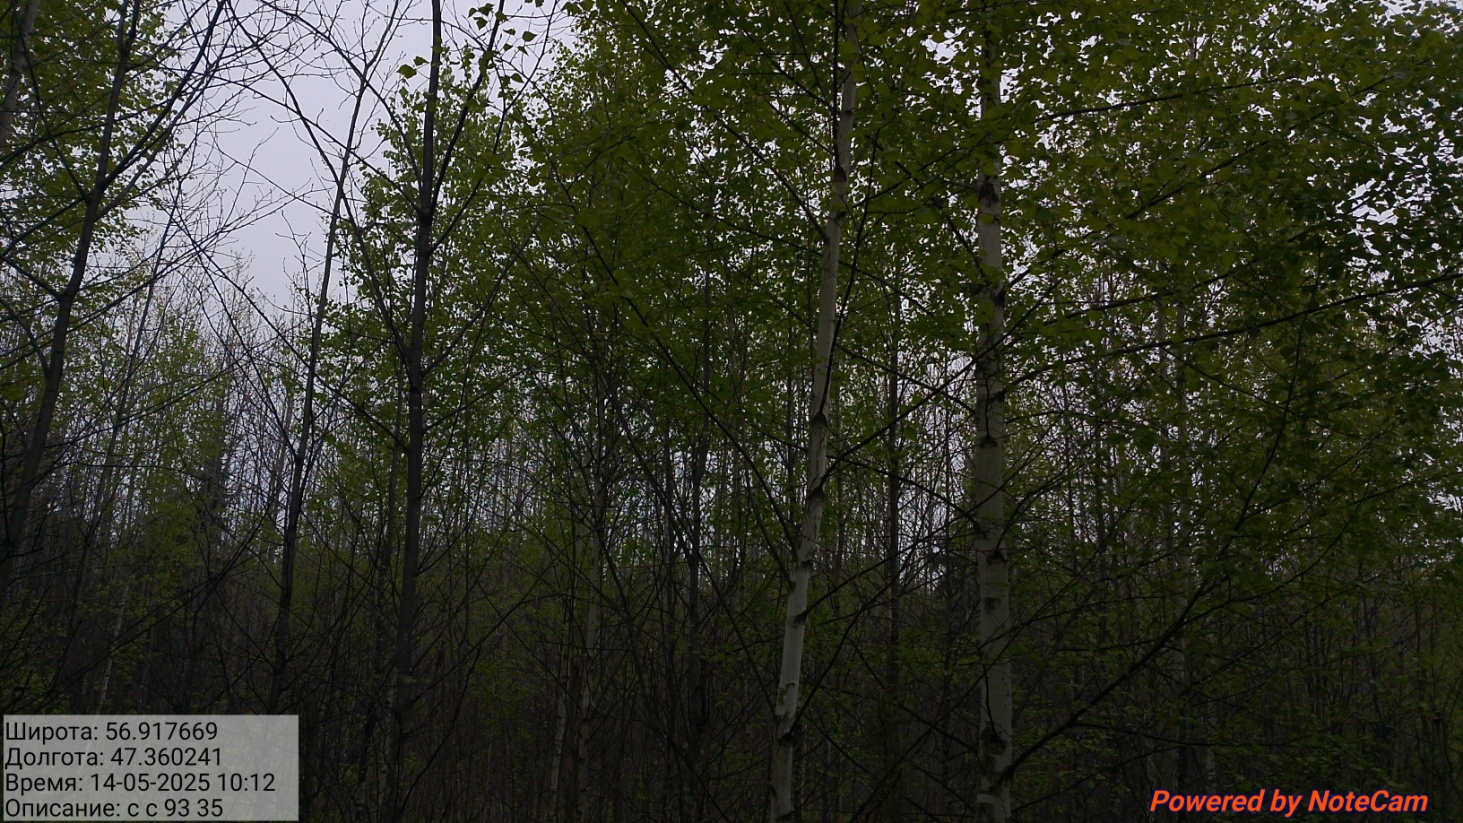 Широта: 56.917669
Долгота: 47.360241
Время: 14-05-2025 10:12
Описание: с с 93 35
Powered by NoteCam